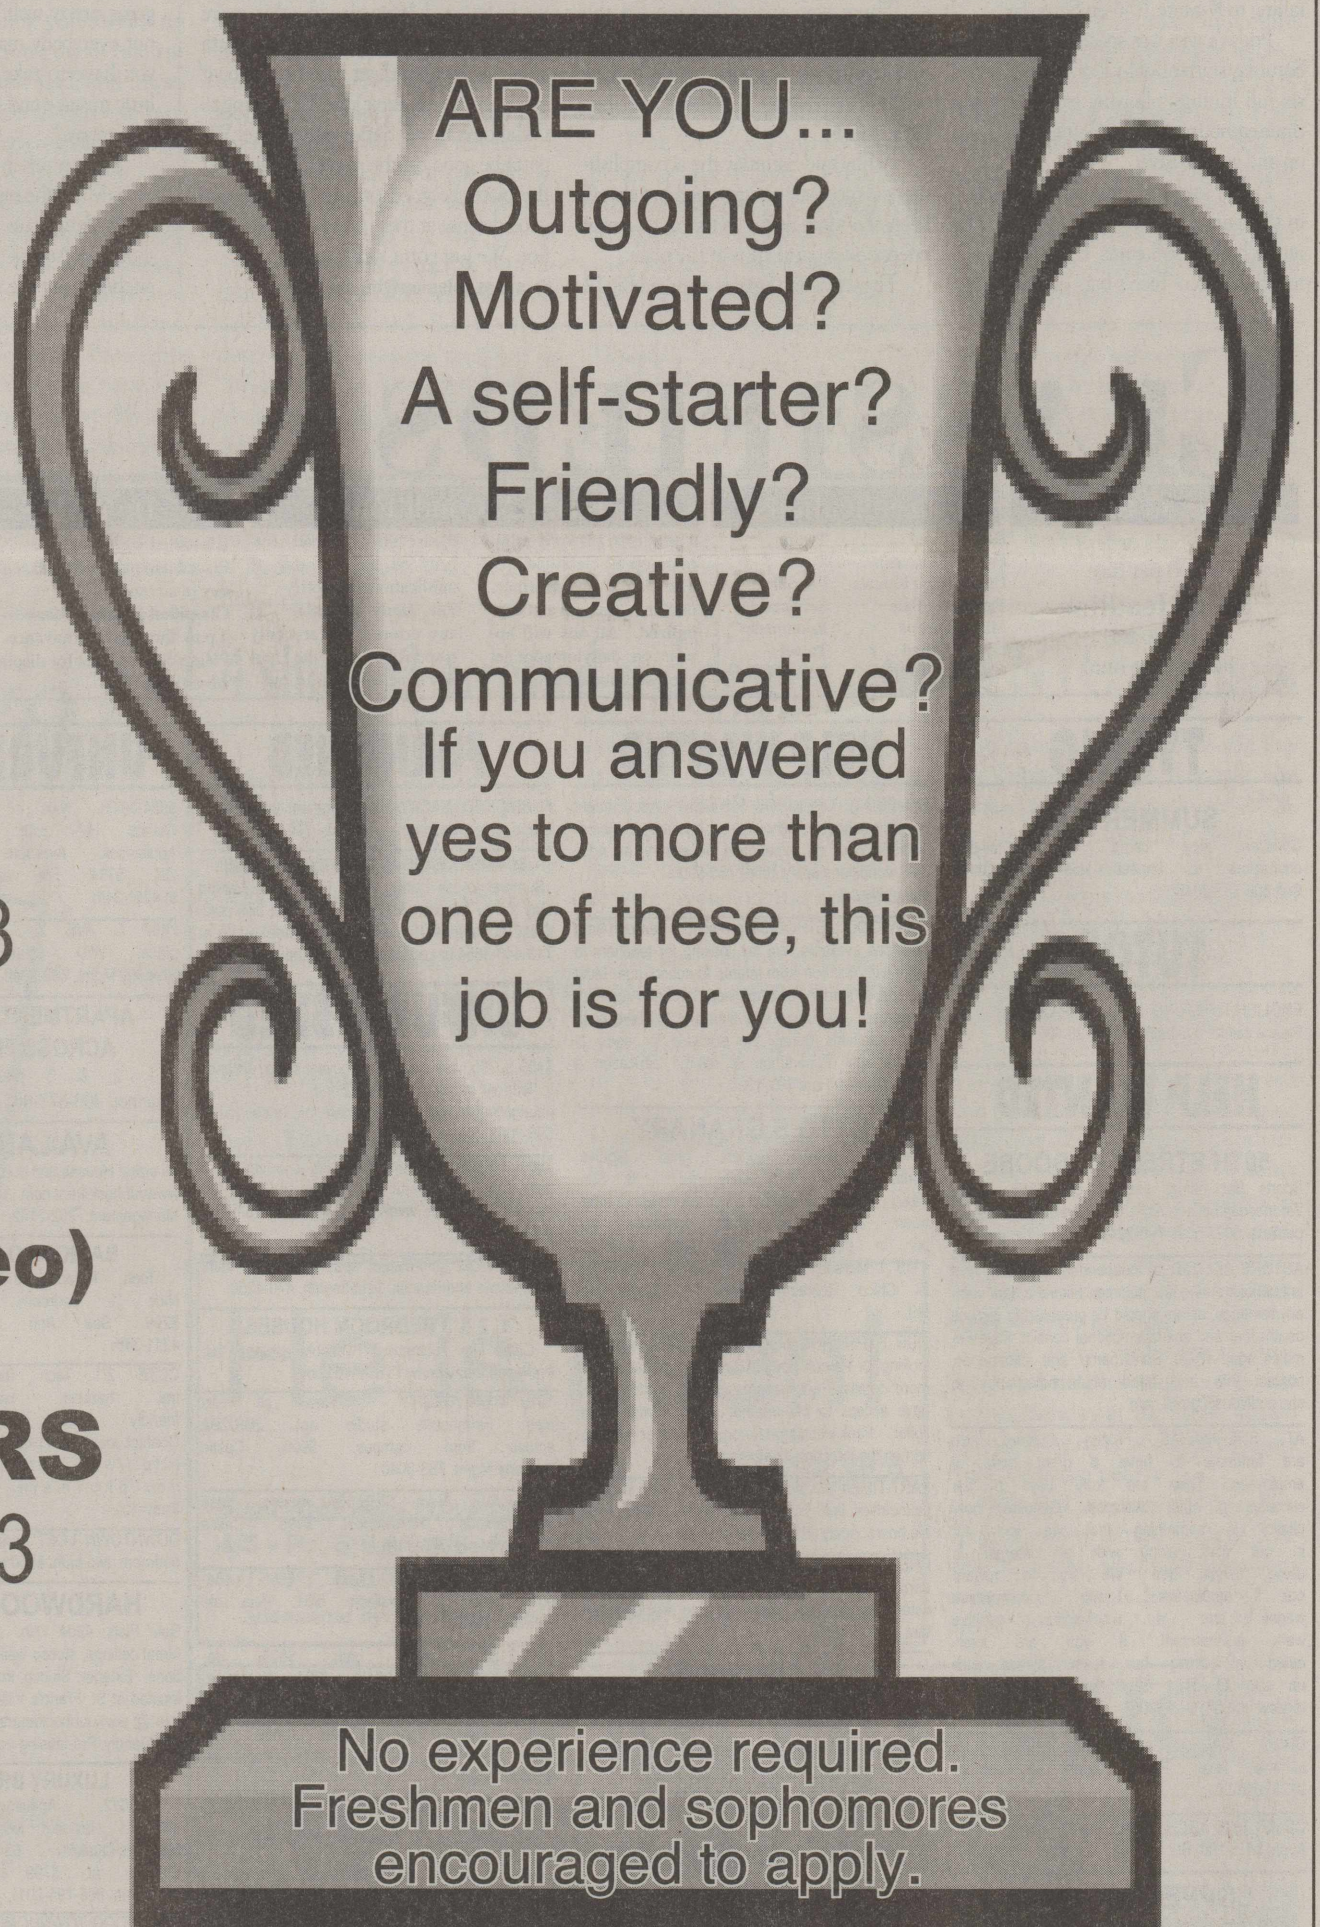 ARE YOU...
Outgoing?
Motivated?
A self-starter?
Friendly?
Creative?
Communicative?
If you answered
yes to more than
one of these, this
job is for you!
No experience required.
Freshmen and sophomores
encouraged to apply.